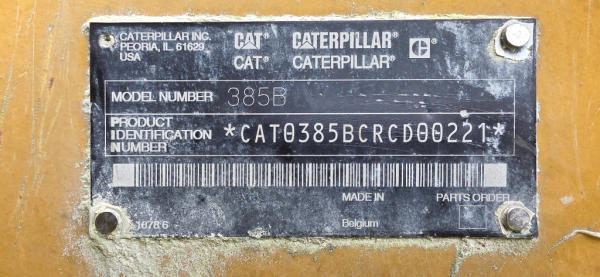 CATERPILLAR INC.
PEORIA, IL. 61629
USA
CAT® CATERPILLAR®
CAT. CATERPILLAR®
MODEL NUMBER 385B
PRODUCT
IDENTIFICATION
NUMBER
*CAT0385BCRCD00221*
MADE IN PARTS ORDER
Belgium